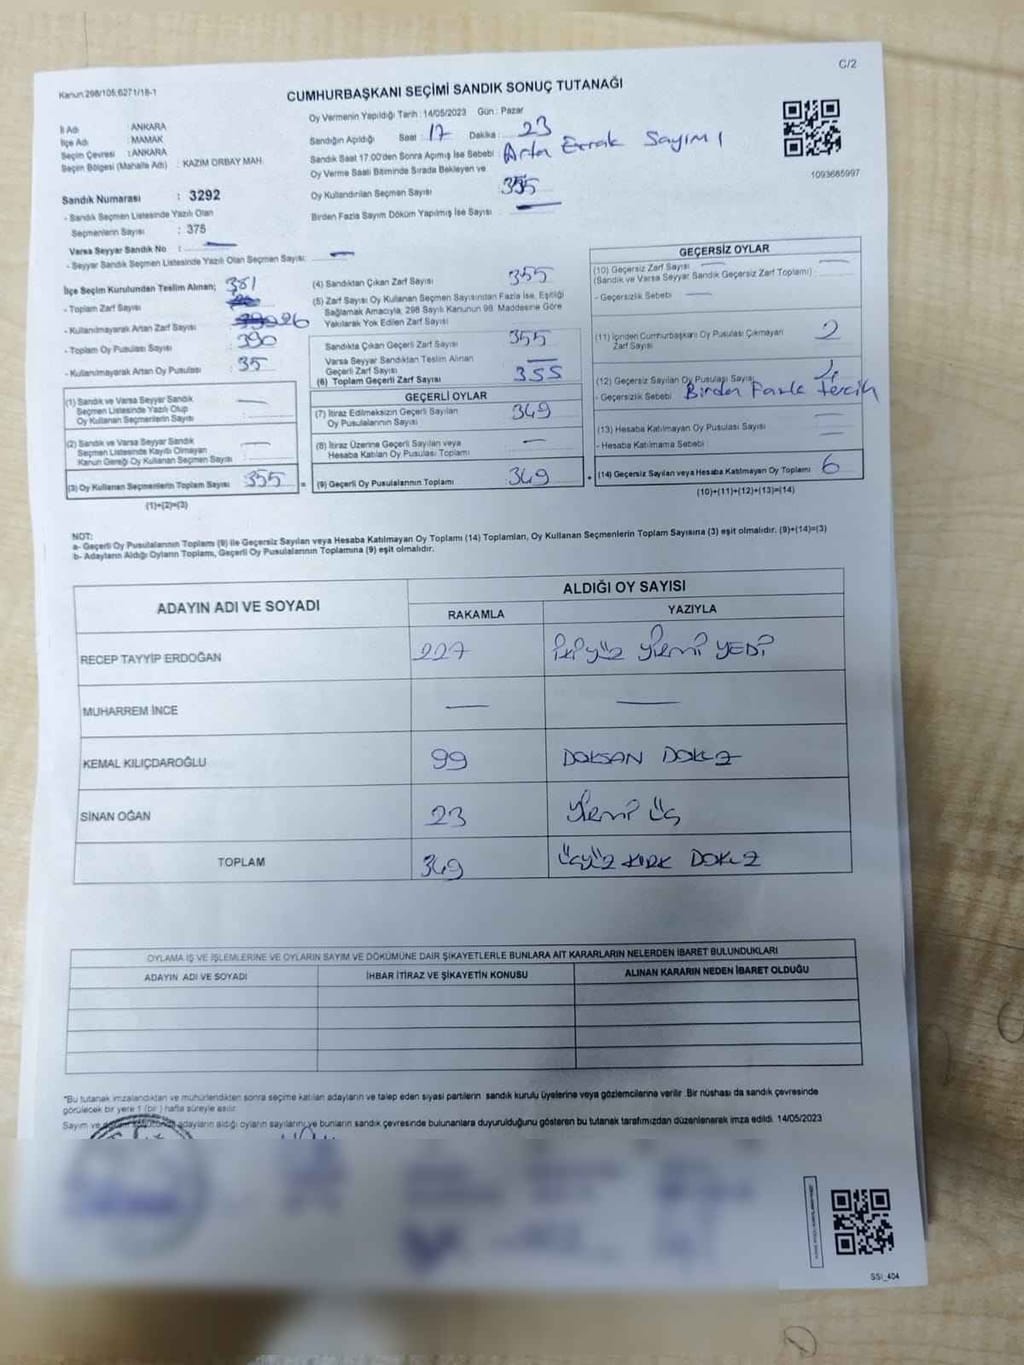 C/2
Kanun:298/105;6271/18-1
CUMHURBAŞKANI SEÇİMİ SANDIK SONUÇ TUTANAĞI
İl Adı : ANKARA
İlçe Adı : MAMAK
Seçim Çevresi : ANKARA
Seçim Bölgesi (Mahalle Adı) : KAZIM ORBAY MAH.
Sandık Numarası : 3292
- Sandık Seçmen Listesinde Yazılı Olan
Seçmenlerin Sayısı : 375
Varsa Seyyar Sandık No : —
- Seyyar Sandık Seçmen Listesinde Yazılı Olan Seçmen Sayısı: —
Oy Vermenin Yapıldığı Tarih : 14/05/2023 Gün : Pazar
Sandığın Açıldığı Saat : 17 Dakika : 23
Sandık Saat 17.00'den Sonra Açılmış İse Sebebi : Artan Evrak Sayımı
Oy Verme Saati Bitiminde Sırada Bekleyen ve
Oy Kullandırılan Seçmen Sayısı : 355
Birden Fazla Sayım Döküm Yapılmış İse Sayısı : —
1093685997
İlçe Seçim Kurulundan Teslim Alınan; 381
- Toplam Zarf Sayısı
- Kullanılmayarak Artan Zarf Sayısı : 26
- Toplam Oy Pusulası Sayısı : 390
- Kullanılmayarak Artan Oy Pusulası : 35
(1) Sandık ve Varsa Seyyar Sandık
Seçmen Listesinde Yazılı Olup
Oy Kullanan Seçmenlerin Sayısı —
(2) Sandık ve Varsa Seyyar Sandık
Seçmen Listesinde Kayıtlı Olmayan
Kanun Gereği Oy Kullanan Seçmen Sayısı —
(3) Oy Kullanan Seçmenlerin Toplam Sayısı 355
(1)+(2)=(3)
(4) Sandıktan Çıkan Zarf Sayısı 355
(5) Zarf Sayısı Oy Kullanan Seçmen Sayısından Fazla İse, Eşitliği
Sağlamak Amacıyla, 298 Sayılı Kanunun 98. Maddesine Göre
Yakılarak Yok Edilen Zarf Sayısı
Sandıkta Çıkan Geçerli Zarf Sayısı 355
Varsa Seyyar Sandıktan Teslim Alınan
Geçerli Zarf Sayısı —
(6) Toplam Geçerli Zarf Sayısı 355
GEÇERLİ OYLAR
(7) İtiraz Edilmeksizin Geçerli Sayılan
Oy Pusulalarının Sayısı 349
(8) İtiraz Üzerine Geçerli Sayılan veya
Hesaba Katılan Oy Pusulası Toplamı —
= (9) Geçerli Oy Pusulalarının Toplamı 349
GEÇERSİZ OYLAR
(10) Geçersiz Zarf Sayısı —
(Sandık ve Varsa Seyyar Sandık Geçersiz Zarf Toplamı)
- Geçersizlik Sebebi : —
(11) İçinden Cumhurbaşkanı Oy Pusulası Çıkmayan
Zarf Sayısı 2
(12) Geçersiz Sayılan Oy Pusulası Sayısı
- Geçersizlik Sebebi : Birden Fazla tercih
(13) Hesaba Katılmayan Oy Pusulası Sayısı —
- Hesaba Katılmama Sebebi : —
+ (14) Geçersiz Sayılan veya Hesaba Katılmayan Oy Toplamı 6
(10)+(11)+(12)+(13)=(14)
NOT:
a- Geçerli Oy Pusulalarının Toplamı (9) ile Geçersiz Sayılan veya Hesaba Katılmayan Oy Toplamı (14) Toplamları, Oy Kullanan Seçmenlerin Toplam Sayısına (3) eşit olmalıdır. (9)+(14)=(3)
b- Adayların Aldığı Oyların Toplamı, Geçerli Oy Pusulalarının Toplamına (9) eşit olmalıdır.
ADAYIN ADI VE SOYADI
ALDIĞI OY SAYISI
RAKAMLA YAZIYLA
RECEP TAYYİP ERDOĞAN 227 İKİYÜZ YİRMİ YEDİ
MUHARREM İNCE — —
KEMAL KILIÇDAROĞLU 99 DOKSAN DOKUZ
SİNAN OĞAN 23 YİRMİ ÜÇ
TOPLAM 349 ÜÇYÜZ KIRK DOKUZ
OYLAMA İŞ VE İŞLEMLERİNE VE OYLARIN SAYIM VE DÖKÜMÜNE DAİR ŞİKAYETLERLE BUNLARA AİT KARARLARIN NELERDEN İBARET BULUNDUKLARI
ADAYIN ADI VE SOYADI İHBAR İTİRAZ VE ŞİKAYETİN KONUSU ALINAN KARARIN NEDEN İBARET OLDUĞU
*Bu tutanak imzalandıktan ve mühürlendikten sonra seçime katılan adayların ve talep eden siyasi partilerin sandık kurulu üyelerine veya gözlemcilerine verilir. Bir nüshası da sandık çevresinde
görülecek bir yere 1 (bir) hafta süreyle asılır.
Sayım ve adayların aldığı oyların sayılarını ve bunların sandık çevresinde bulunanlara duyurulduğunu gösteren bu tutanak tarafımızdan düzenlenerek imza edildi. 14/05/2023
SSİ_404